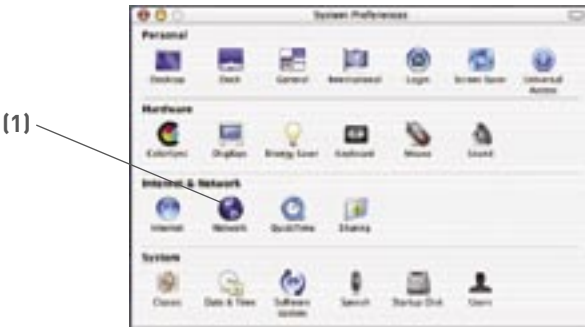 System Preferences
Personal
Desktop Dock General International Login Screen Saver Universal Access
Hardware
ColorSync Displays Energy Saver Keyboard Mouse Sound
(1)
Internet & Network
Internet Network QuickTime Sharing
System
Classic Date & Time Software Update Speech Startup Disk Users